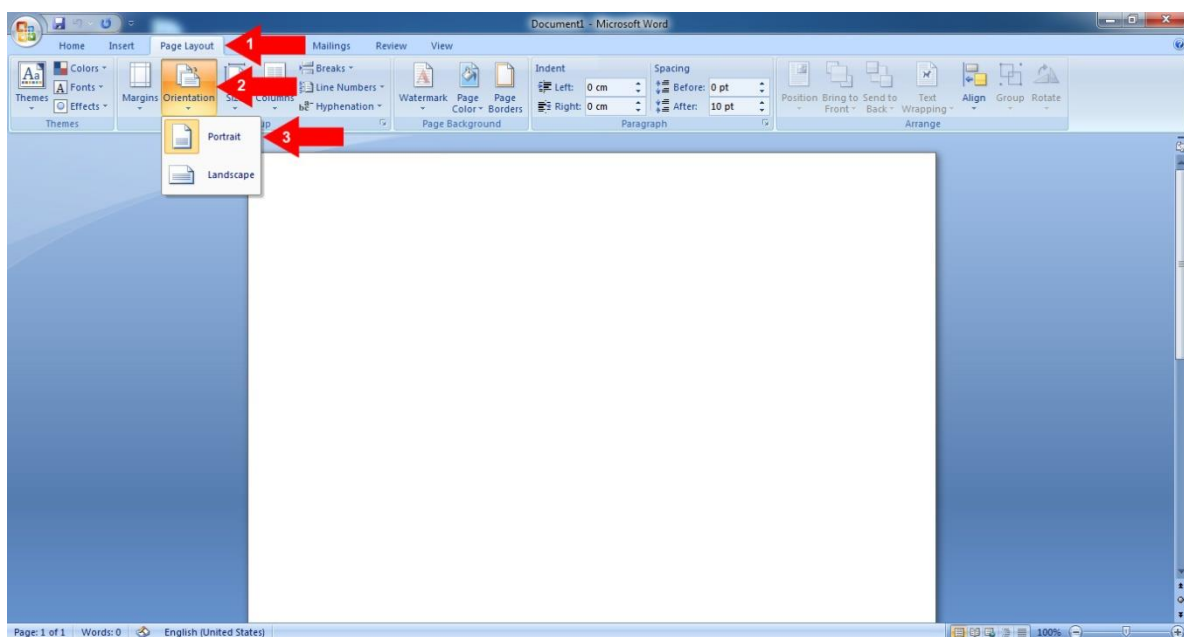 Document1 - Microsoft Word
Home Insert Page Layout 1 Mailings Review View
Colors Breaks Indent Spacing
Aa A Fonts 2 Line Numbers A Left: 0 cm Before: 0 pt
Themes Effects Margins Orientation Columns Hyphenation Watermark Page Color Page Borders Right: 0 cm After: 10 pt Position Bring to Front Send to Back Text Wrapping Align Group Rotate
Themes Page Background Paragraph Arrange
Portrait 3
Landscape
Page: 1 of 1 Words: 0 English (United States) 100%